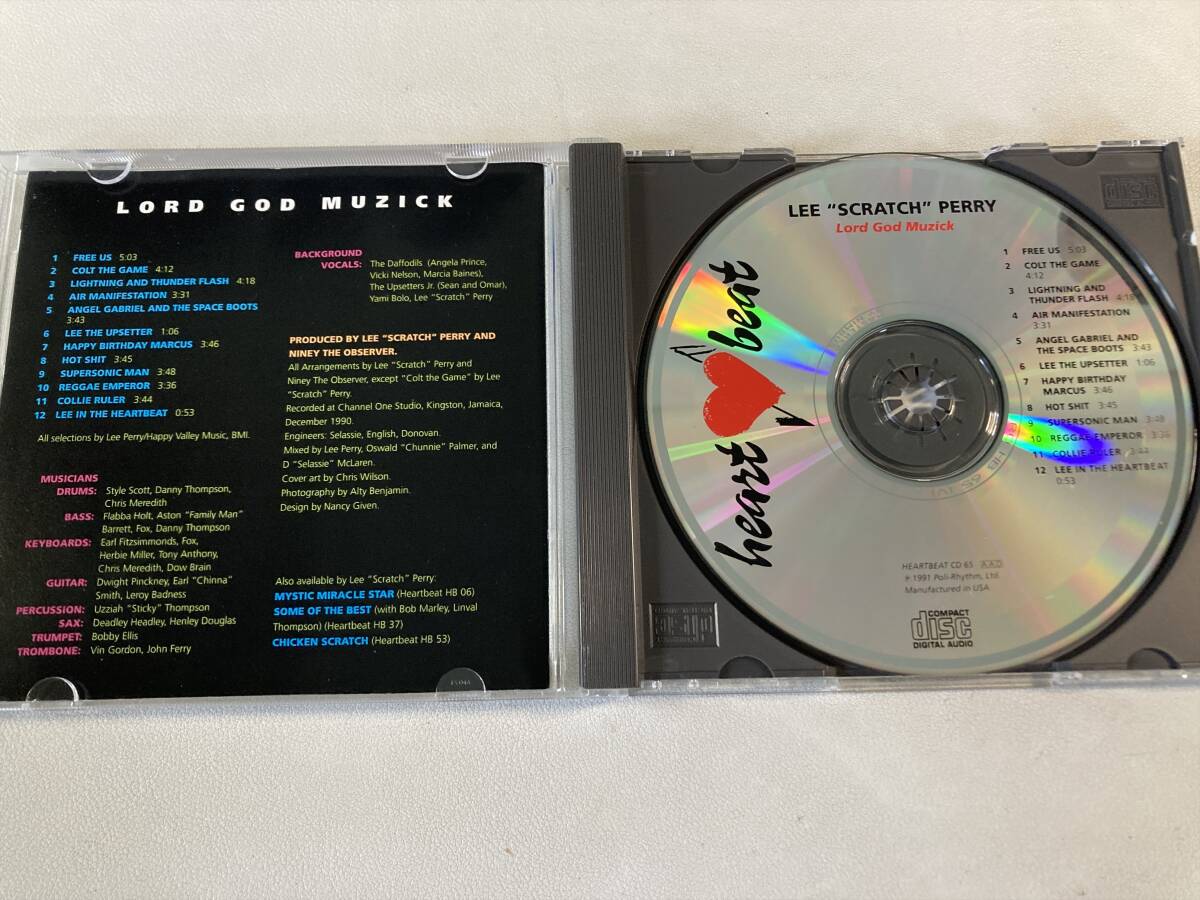 LORD GOD MUZICK
1 FREE US 5:03
2 COLT THE GAME 4:12
3 LIGHTNING AND THUNDER FLASH 4:18
4 AIR MANIFESTATION 3:31
5 ANGEL GABRIEL AND THE SPACE BOOTS
3:43
6 LEE THE UPSETTER 1:06
7 HAPPY BIRTHDAY MARCUS 3:46
8 HOT SHIT 3:45
9 SUPERSONIC MAN 3:48
10 REGGAE EMPEROR 3:36
11 COLLIE RULER 3:44
12 LEE IN THE HEARTBEAT 0:53
All selections by Lee Perry/Happy Valley Music, BMI.
MUSICIANS
DRUMS: Style Scott, Danny Thompson,
Chris Meredith
BASS: Flabba Holt, Aston "Family Man"
Barrett, Fox, Danny Thompson
KEYBOARDS: Earl Fitzsimmonds, Fox,
Herbie Miller, Tony Anthony,
Chris Meredith, Dow Brain
GUITAR: Dwight Pinckney, Earl "Chinna"
Smith, Leroy Badness
PERCUSSION: Uzziah "Sticky" Thompson
SAX: Deadley Headley, Henley Douglas
TRUMPET: Bobby Ellis
TROMBONE: Vin Gordon, John Ferry
BACKGROUND
VOCALS: The Daffodils (Angela Prince,
Vicki Nelson, Marcia Baines),
The Upsetters Jr. (Sean and Omar),
Yami Bolo, Lee "Scratch" Perry
PRODUCED BY LEE "SCRATCH" PERRY AND
NINEY THE OBSERVER.
All Arrangements by Lee "Scratch" Perry and
Niney The Observer, except "Colt the Game" by Lee
"Scratch" Perry.
Recorded at Channel One Studio, Kingston, Jamaica,
December 1990.
Engineers: Selassie, English, Donovan.
Mixed by Lee Perry, Oswald "Chunnie" Palmer, and
D "Selassie" McLaren.
Cover art by Chris Wilson.
Photography by Alty Benjamin.
Design by Nancy Given.
Also available by Lee "Scratch" Perry:
MYSTIC MIRACLE STAR (Heartbeat HB 06)
SOME OF THE BEST (with Bob Marley, Linval
Thompson) (Heartbeat HB 37)
CHICKEN SCRATCH (Heartbeat HB 53)
LEE "SCRATCH" PERRY
Lord God Muzick
heart beat
1 FREE US 5:03
2 COLT THE GAME
4:12
3 LIGHTNING AND
THUNDER FLASH 4:18
4 AIR MANIFESTATION
3:31
5 ANGEL GABRIEL AND
THE SPACE BOOTS 3:43
6 LEE THE UPSETTER 1:06
7 HAPPY BIRTHDAY
MARCUS 3:46
8 HOT SHIT 3:45
9 SUPERSONIC MAN 3:48
10 REGGAE EMPEROR 3:36
11 COLLIE RULER 3:44
12 LEE IN THE HEARTBEAT
0:53
HEARTBEAT CD 65 AAD
℗ 1991 Poli-Rhythm, Ltd.
Manufactured in USA
COMPACT
disc
DIGITAL AUDIO